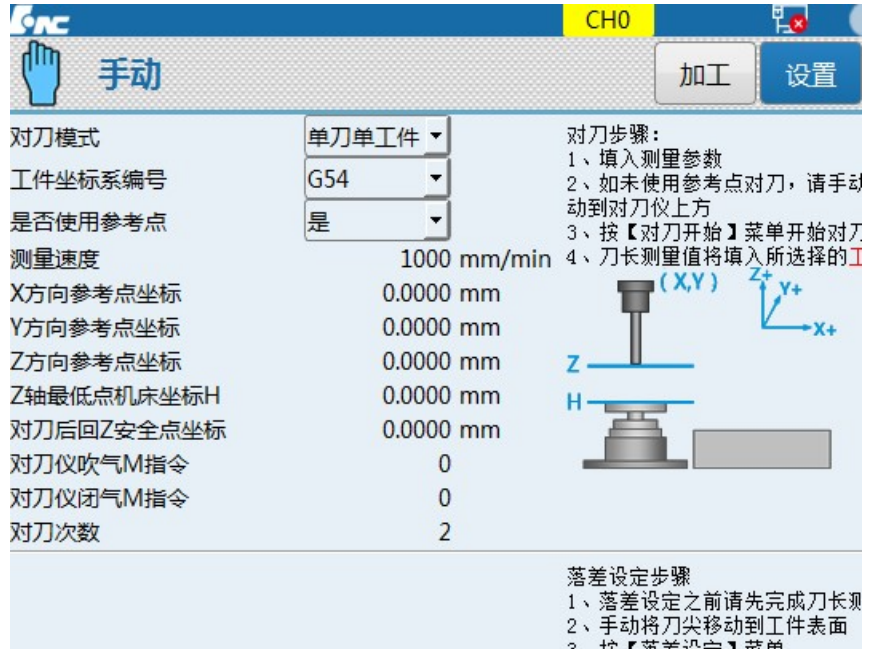 HNC
CH0
手动
加工
设置
对刀模式
单刀单工件
工件坐标系编号
G54
是否使用参考点
是
测量速度
1000 mm/min
X方向参考点坐标
0.0000 mm
Y方向参考点坐标
0.0000 mm
Z方向参考点坐标
0.0000 mm
Z轴最低点机床坐标H
0.0000 mm
对刀后回Z安全点坐标
0.0000 mm
对刀仪吹气M指令
0
对刀仪闭气M指令
0
对刀次数
2
对刀步骤:
1、填入测量参数
2、如未使用参考点对刀，请手动
动到对刀仪上方
3、按【对刀开始】菜单开始对刀
4、刀长测量值将填入所选择的工
(X,Y)
Z+
Y+
X+
Z
H
落差设定步骤
1、落差设定之前请先完成刀长测
2、手动将刀尖移动到工件表面
3、按【落差设定】菜单